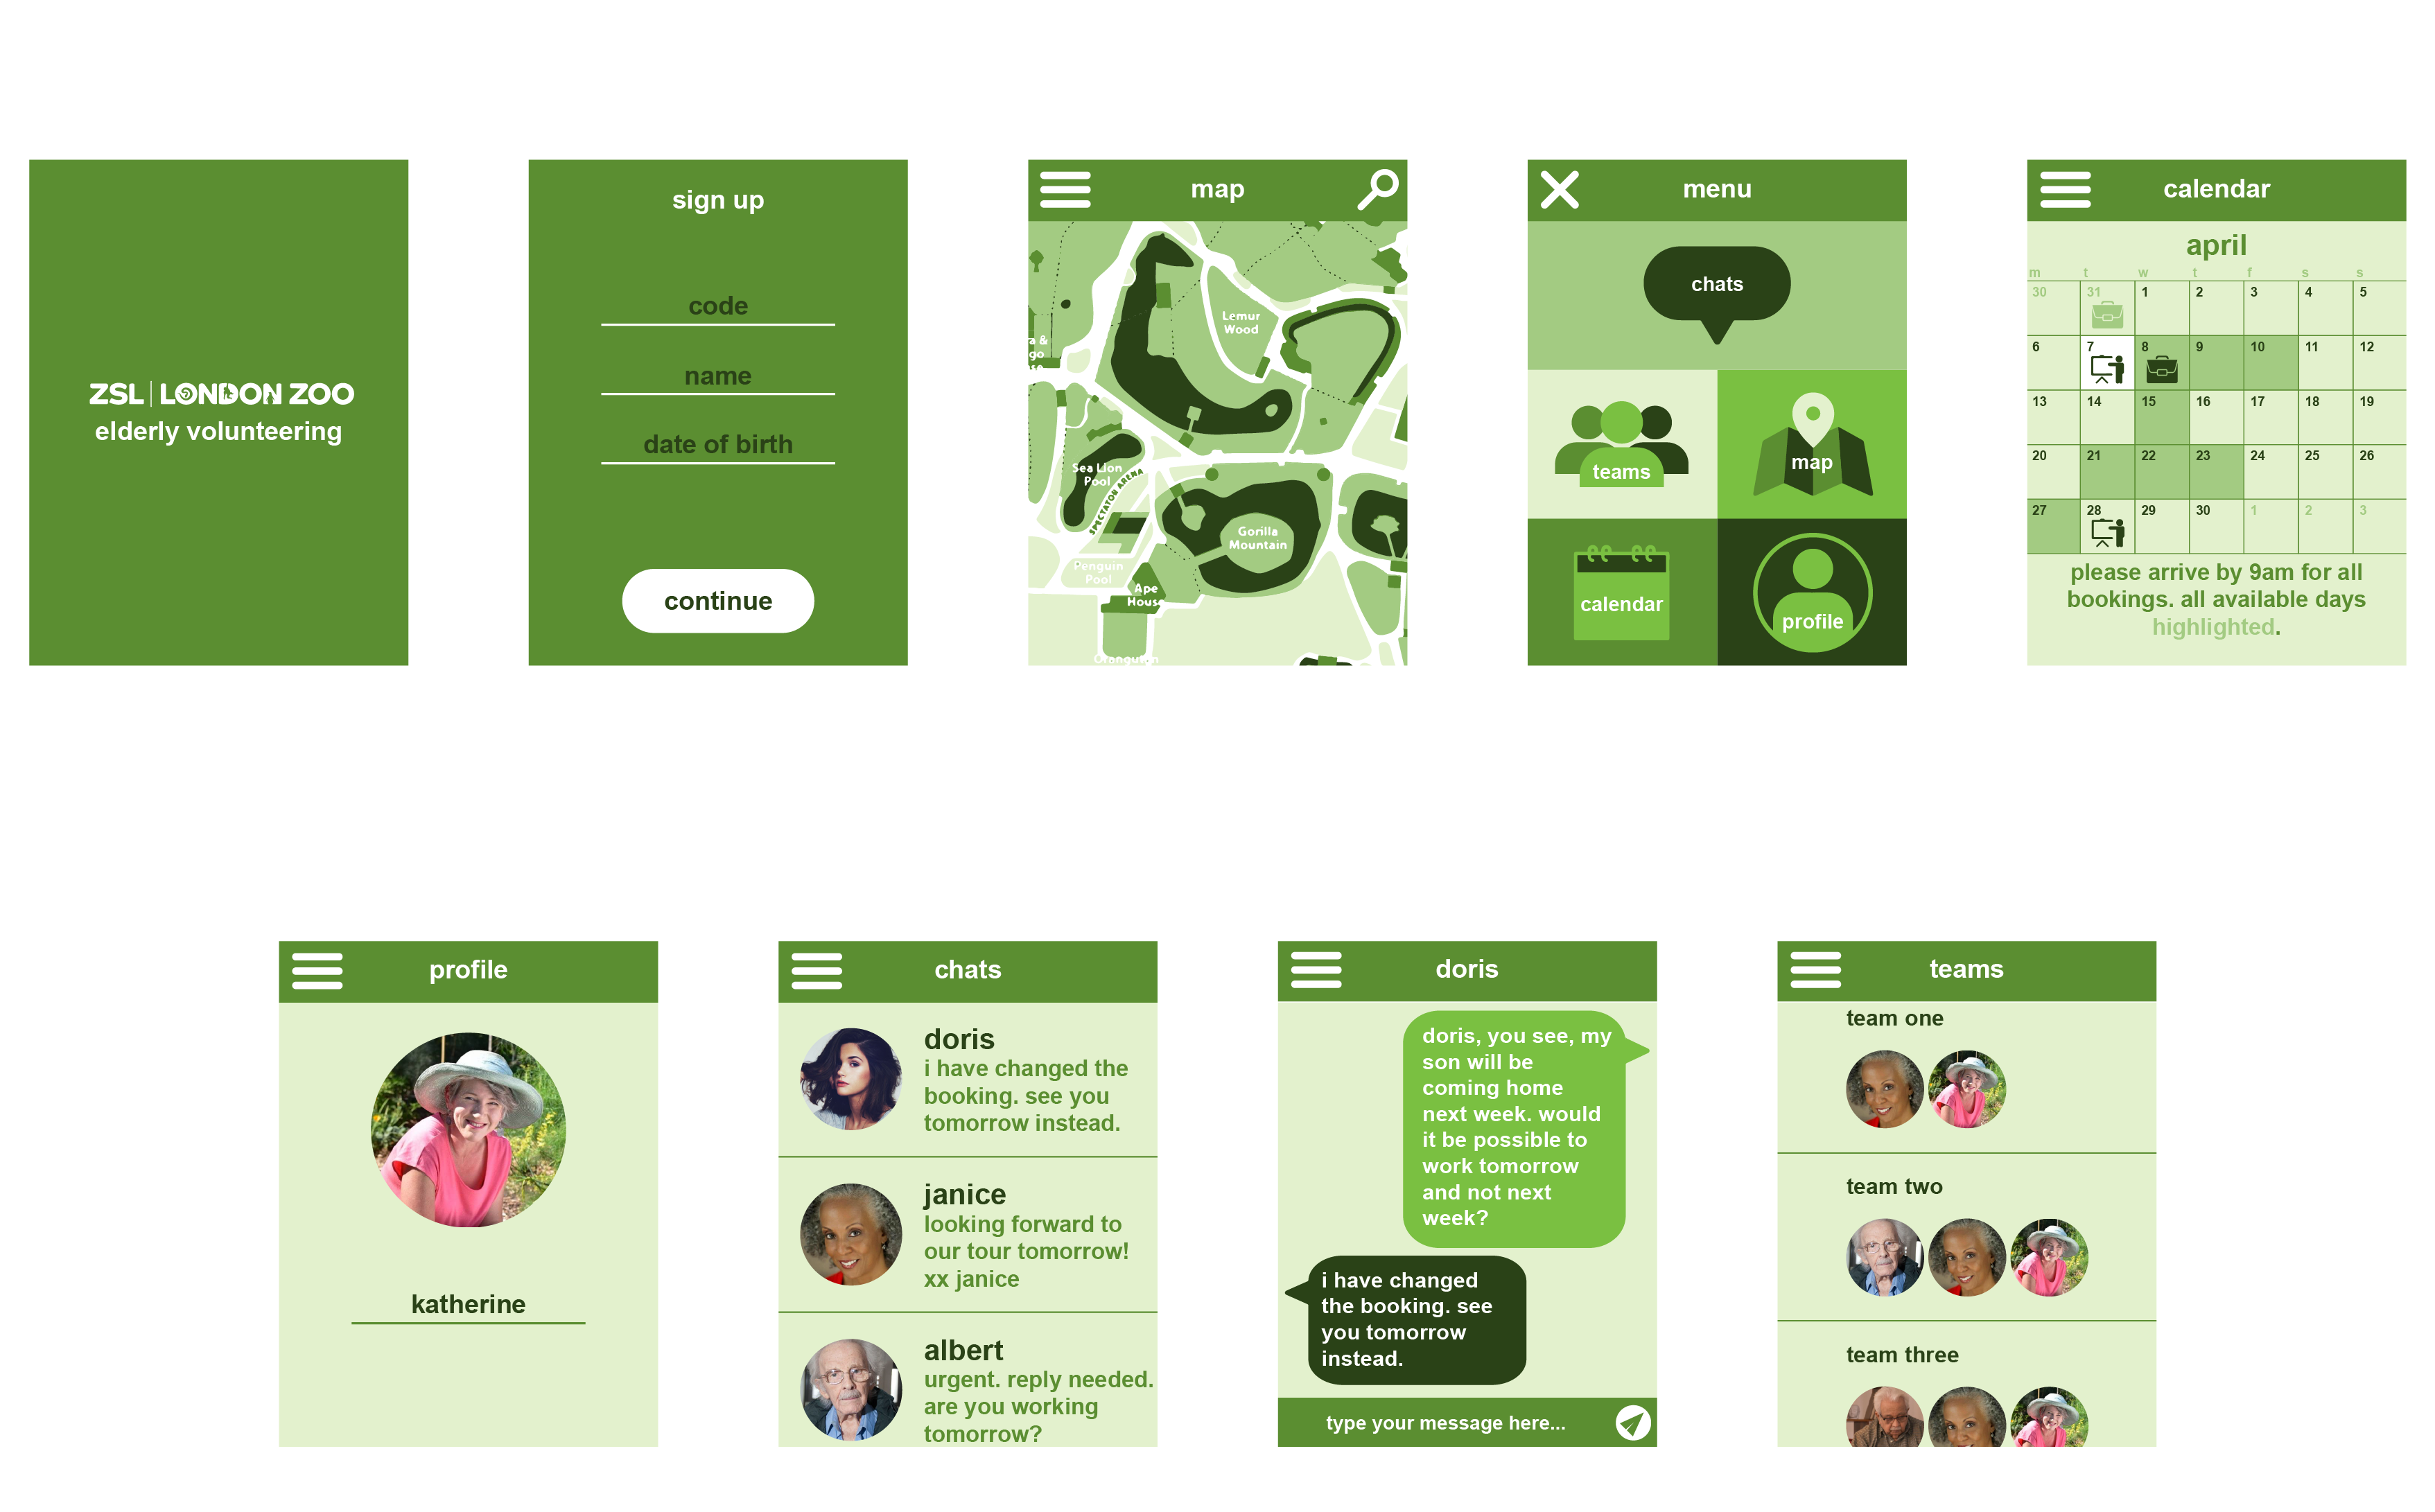 ZSL | LONDON ZOO
elderly volunteering
sign up
code
name
date of birth
continue
map
Lemur
Wood
a &
go
se
Sea Lion
Pool
SPECTATOR ARENA
Gorilla
Mountain
Penguin
Pool
Ape
House
menu
chats
teams
map
calendar
profile
calendar
april
m t w t f s s
30 31 1 2 3 4 5
6 7 8 9 10 11 12
13 14 15 16 17 18 19
20 21 22 23 24 25 26
27 28 29 30 1 2 3
please arrive by 9am for all
bookings. all available days
highlighted.
profile
katherine
chats
doris
i have changed the
booking. see you
tomorrow instead.
janice
looking forward to
our tour tomorrow!
xx janice
albert
urgent. reply needed.
are you working
tomorrow?
doris
doris, you see, my
son will be
coming home
next week. would
it be possible to
work tomorrow
and not next
week?
i have changed
the booking. see
you tomorrow
instead.
type your message here...
teams
team one
team two
team three